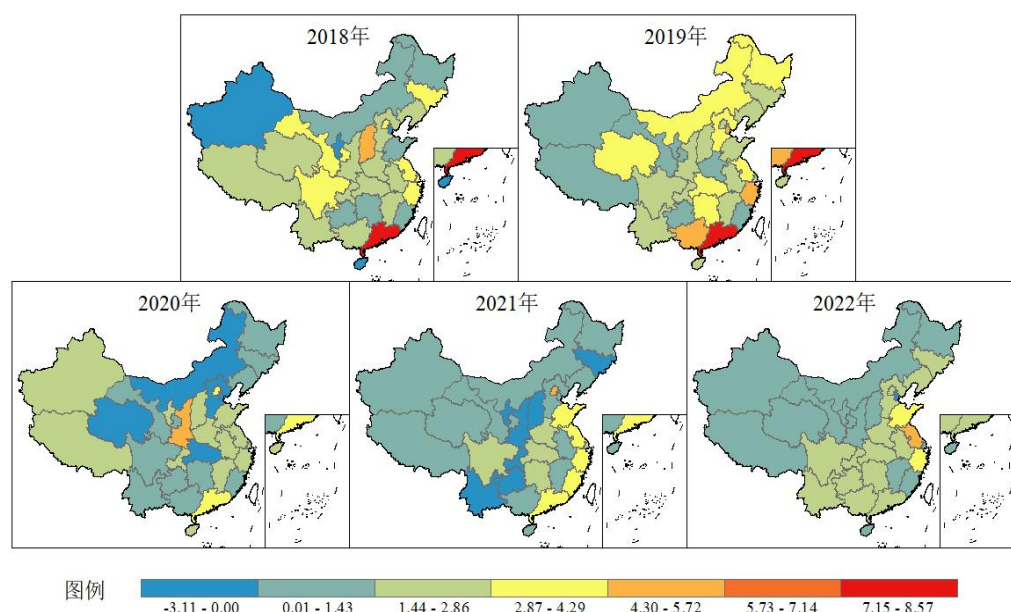 2018年
2019年
2020年
2021年
2022年
图例
-3.11 - 0.00
0.01 - 1.43
1.44 - 2.86
2.87 - 4.29
4.30 - 5.72
5.73 - 7.14
7.15 - 8.57